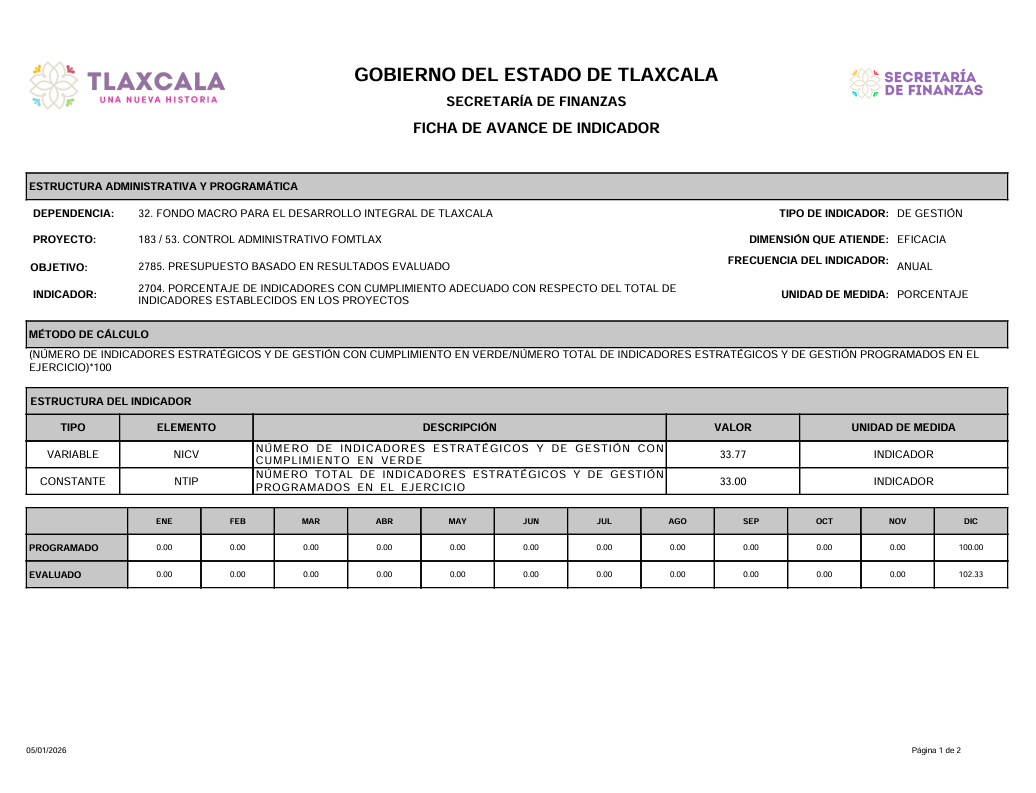 TLAXCALA
UNA NUEVA HISTORIA
GOBIERNO DEL ESTADO DE TLAXCALA
SECRETARÍA DE FINANZAS
FICHA DE AVANCE DE INDICADOR
SECRETARÍA
DE FINANZAS
ESTRUCTURA ADMINISTRATIVA Y PROGRAMÁTICA
DEPENDENCIA: 32. FONDO MACRO PARA EL DESARROLLO INTEGRAL DE TLAXCALA TIPO DE INDICADOR: DE GESTIÓN
PROYECTO: 183 / 53. CONTROL ADMINISTRATIVO FOMTLAX DIMENSIÓN QUE ATIENDE: EFICACIA
OBJETIVO: 2785. PRESUPUESTO BASADO EN RESULTADOS EVALUADO FRECUENCIA DEL INDICADOR: ANUAL
INDICADOR: 2704. PORCENTAJE DE INDICADORES CON CUMPLIMIENTO ADECUADO CON RESPECTO DEL TOTAL DE
INDICADORES ESTABLECIDOS EN LOS PROYECTOS UNIDAD DE MEDIDA: PORCENTAJE
MÉTODO DE CÁLCULO
(NÚMERO DE INDICADORES ESTRATÉGICOS Y DE GESTIÓN CON CUMPLIMIENTO EN VERDE/NÚMERO TOTAL DE INDICADORES ESTRATÉGICOS Y DE GESTIÓN PROGRAMADOS EN EL
EJERCICIO)*100
ESTRUCTURA DEL INDICADOR
TIPO ELEMENTO DESCRIPCIÓN VALOR UNIDAD DE MEDIDA
VARIABLE NICV NÚMERO DE INDICADORES ESTRATÉGICOS Y DE GESTIÓN CON
CUMPLIMIENTO EN VERDE 33.77 INDICADOR
CONSTANTE NTIP NÚMERO TOTAL DE INDICADORES ESTRATÉGICOS Y DE GESTIÓN
PROGRAMADOS EN EL EJERCICIO 33.00 INDICADOR
ENE FEB MAR ABR MAY JUN JUL AGO SEP OCT NOV DIC
PROGRAMADO 0.00 0.00 0.00 0.00 0.00 0.00 0.00 0.00 0.00 0.00 0.00 100.00
EVALUADO 0.00 0.00 0.00 0.00 0.00 0.00 0.00 0.00 0.00 0.00 0.00 102.33
05/01/2026 Página 1 de 2